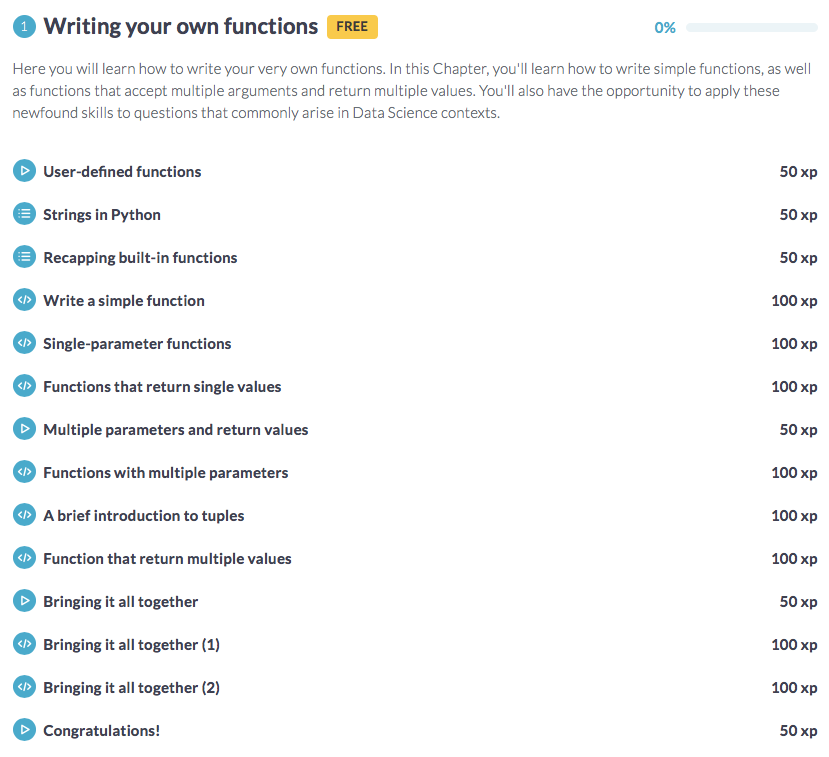 1 Writing your own functions FREE 0%
Here you will learn how to write your very own functions. In this Chapter, you'll learn how to write simple functions, as well
as functions that accept multiple arguments and return multiple values. You'll also have the opportunity to apply these
newfound skills to questions that commonly arise in Data Science contexts.
User-defined functions 50 xp
Strings in Python 50 xp
Recapping built-in functions 50 xp
Write a simple function 100 xp
Single-parameter functions 100 xp
Functions that return single values 100 xp
Multiple parameters and return values 50 xp
Functions with multiple parameters 100 xp
A brief introduction to tuples 100 xp
Function that return multiple values 100 xp
Bringing it all together 50 xp
Bringing it all together (1) 100 xp
Bringing it all together (2) 100 xp
Congratulations! 50 xp